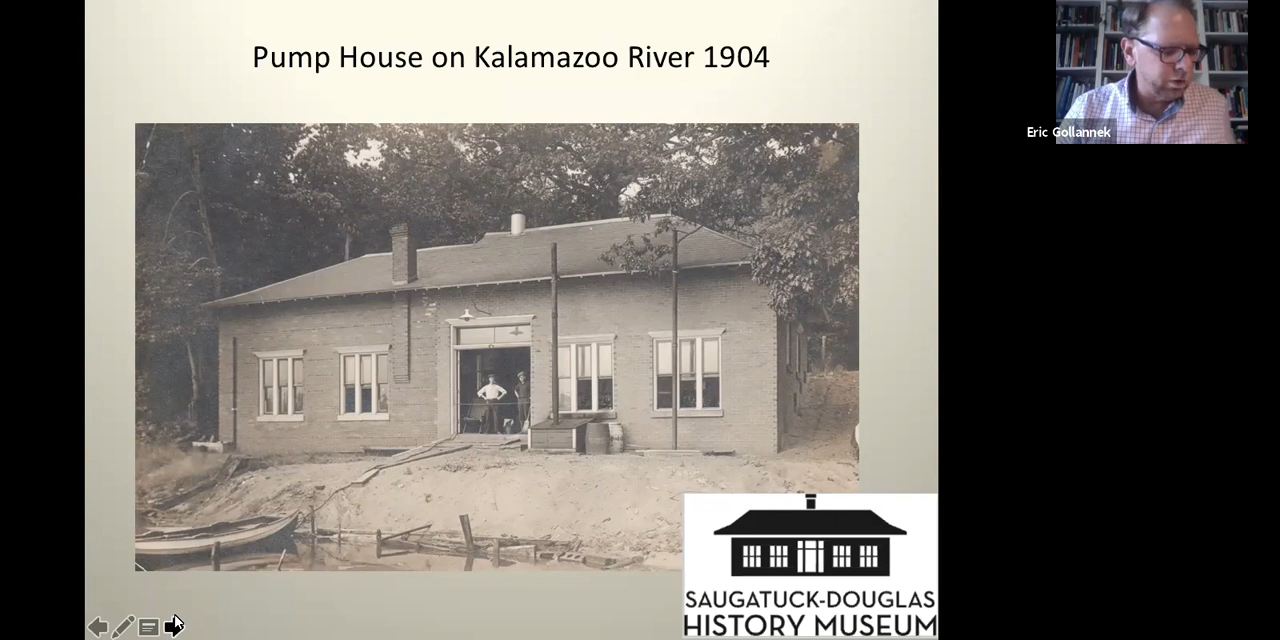 Pump House on Kalamazoo River 1904
Eric Gollannek
SAUGATUCK-DOUGLAS
HISTORY MUSEUM